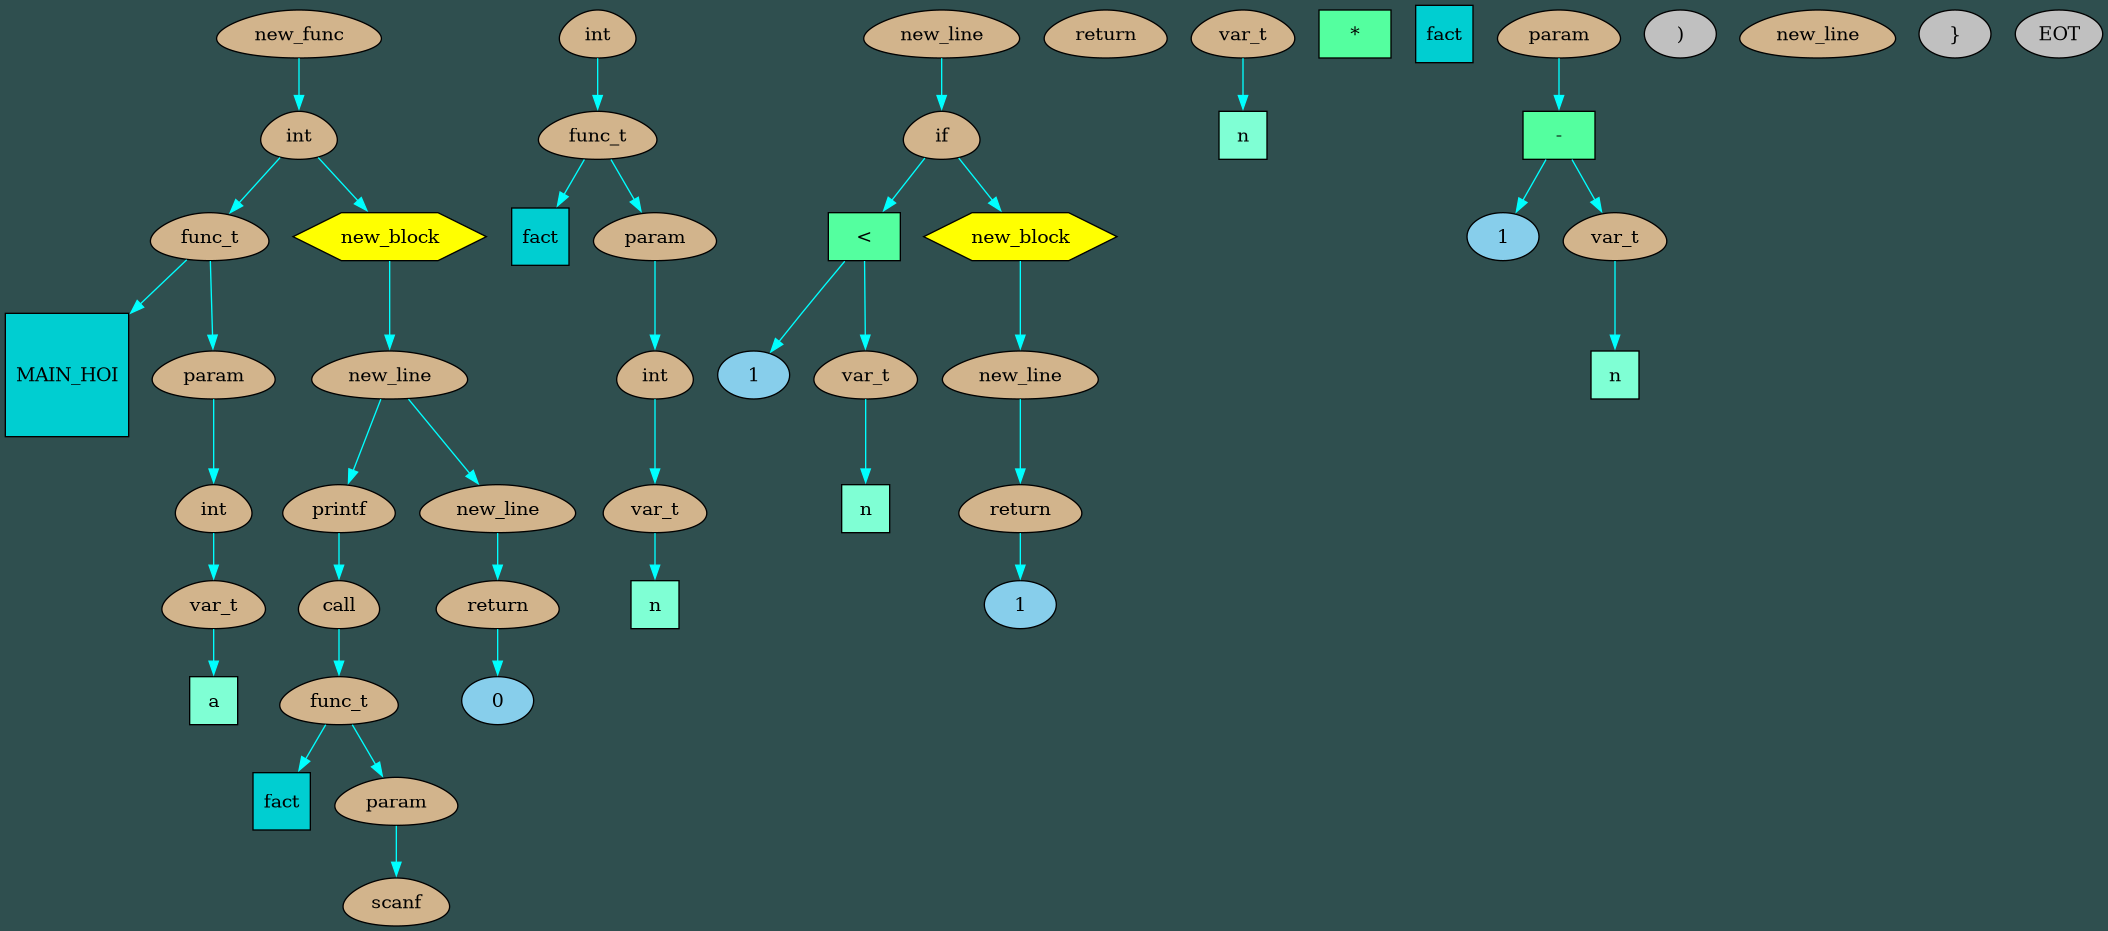 new_func int new_line return var_t * fact param ) new_line } EOT
int func_t if n -
func_t new_block fact param < new_block 1 var_t
MAIN_HOI param new_line int 1 var_t new_line n
int printf new_line var_t n return
var_t call return n 1
a func_t 0
fact param
scanf